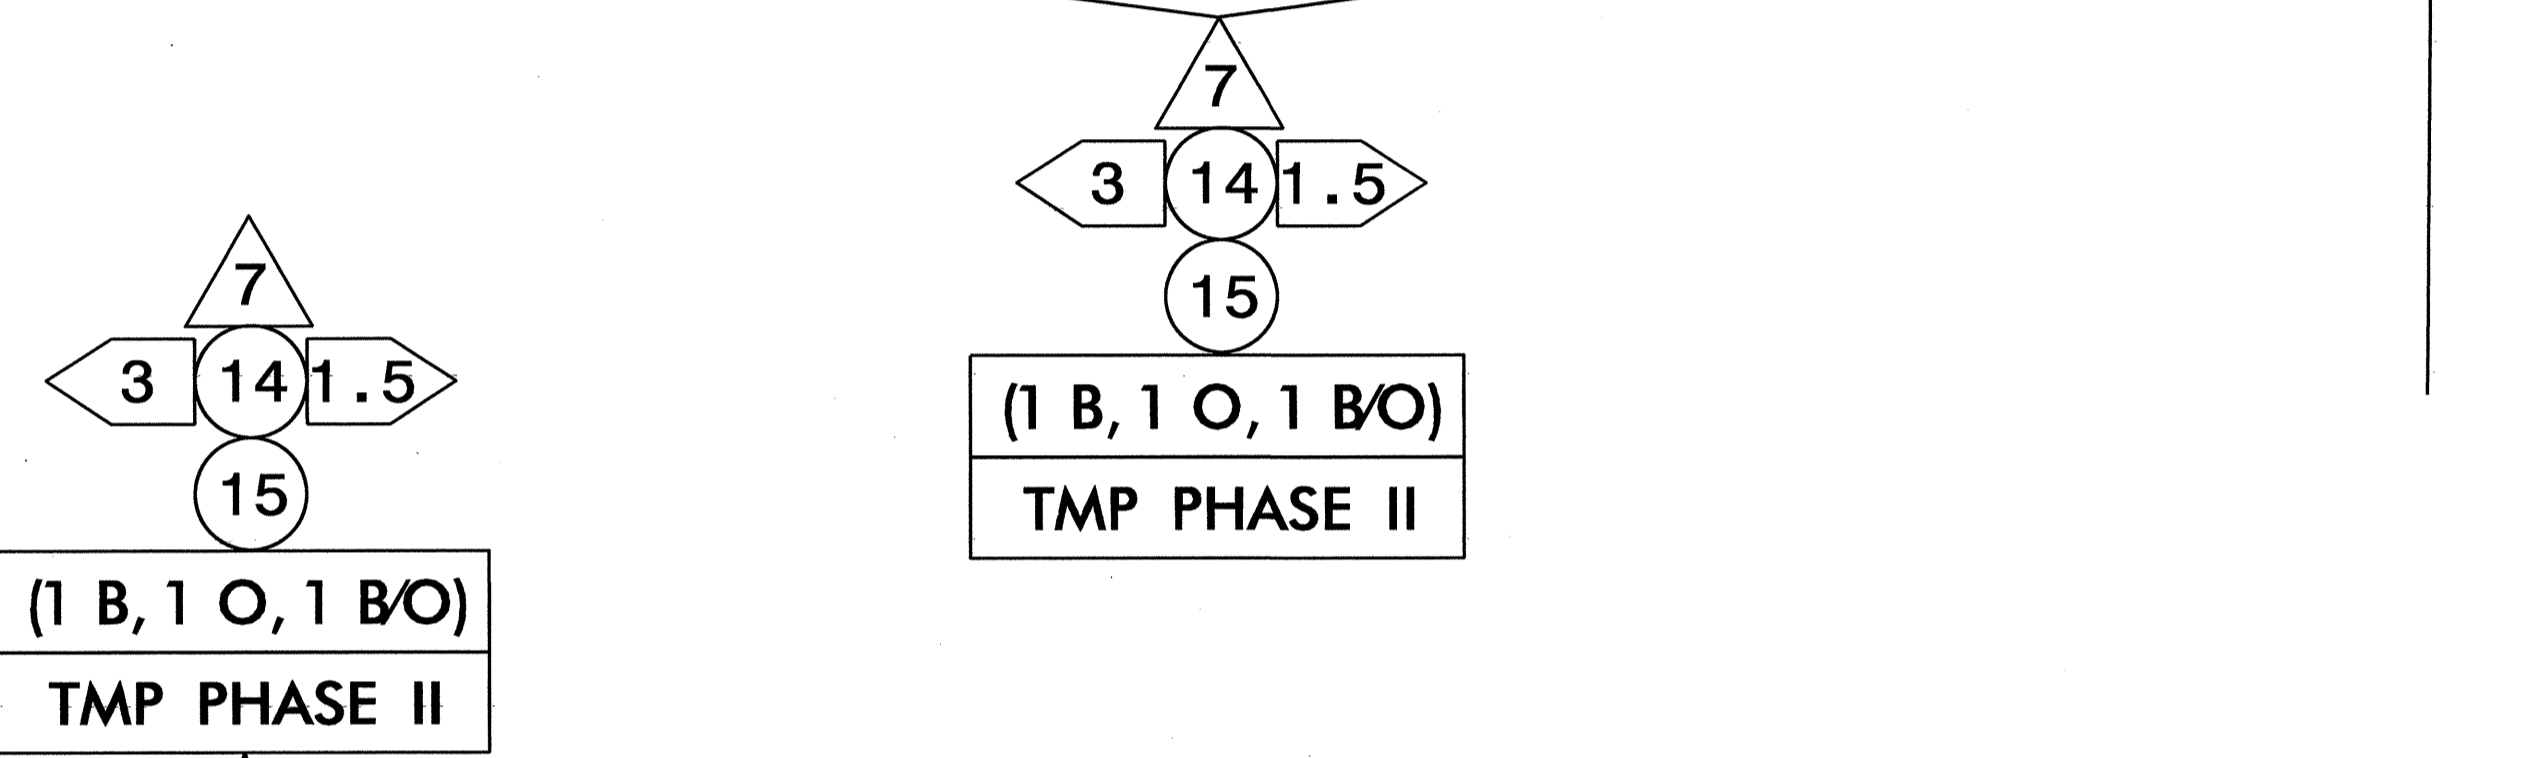 7
3 14 1.5
15
(1 B, 1 O, 1 B/O)
TMP PHASE II
7
3 14 1.5
15
(1 B, 1 O, 1 B/O)
TMP PHASE II